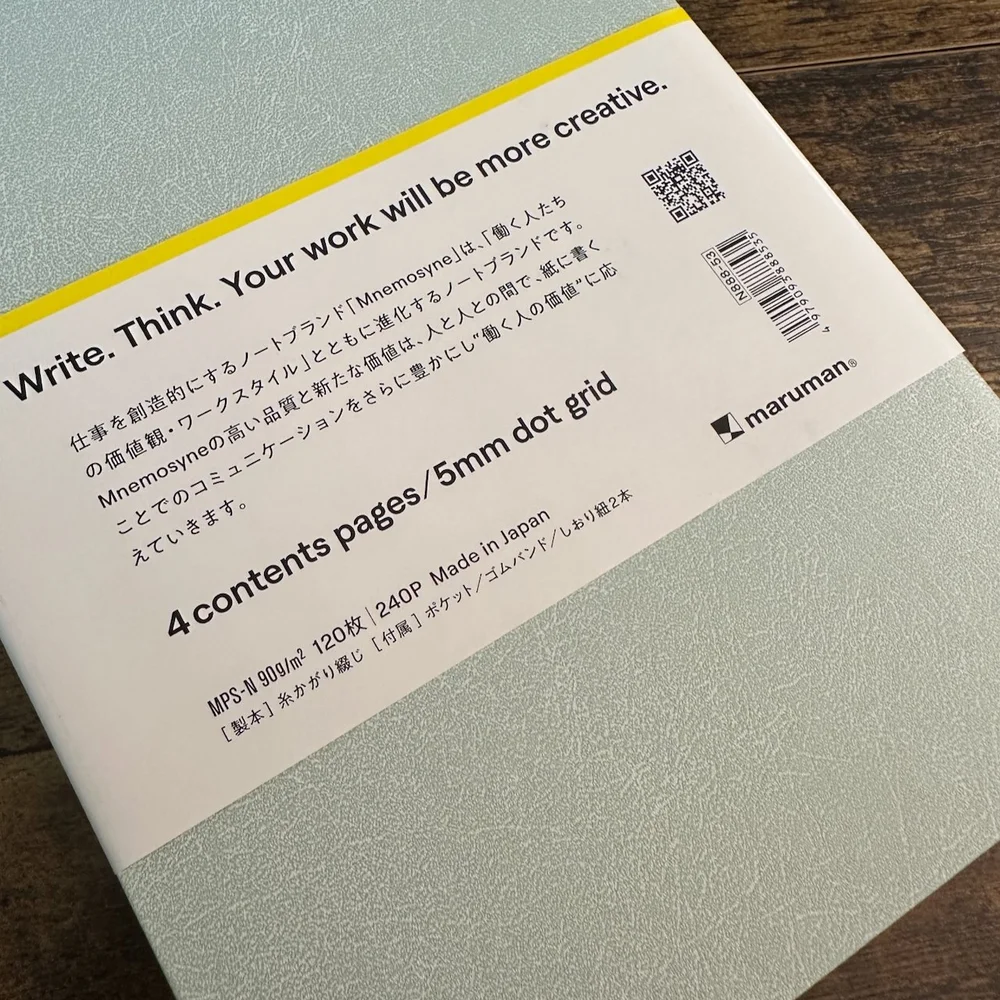 Write. Think. Your work will be more creative.
仕事を創造的にするノートブランド「Mnemosyne」は、「働く人たち
の価値観・ワークスタイル」とともに進化するノートブランドです。
Mnemosyneの高い品質と新たな価値は、人と人との間で、紙に書く
ことでのコミュニケーションをさらに豊かにし"働く人の価値"に応
えていきます。
4 contents pages/5mm dot grid
MPS-N 90g/m² 120枚|240P Made in Japan
[製本] 糸かがり綴じ [付属] ポケット/ゴムバンド/しおり紐2本
N888-53
4 979093 888535
maruman®